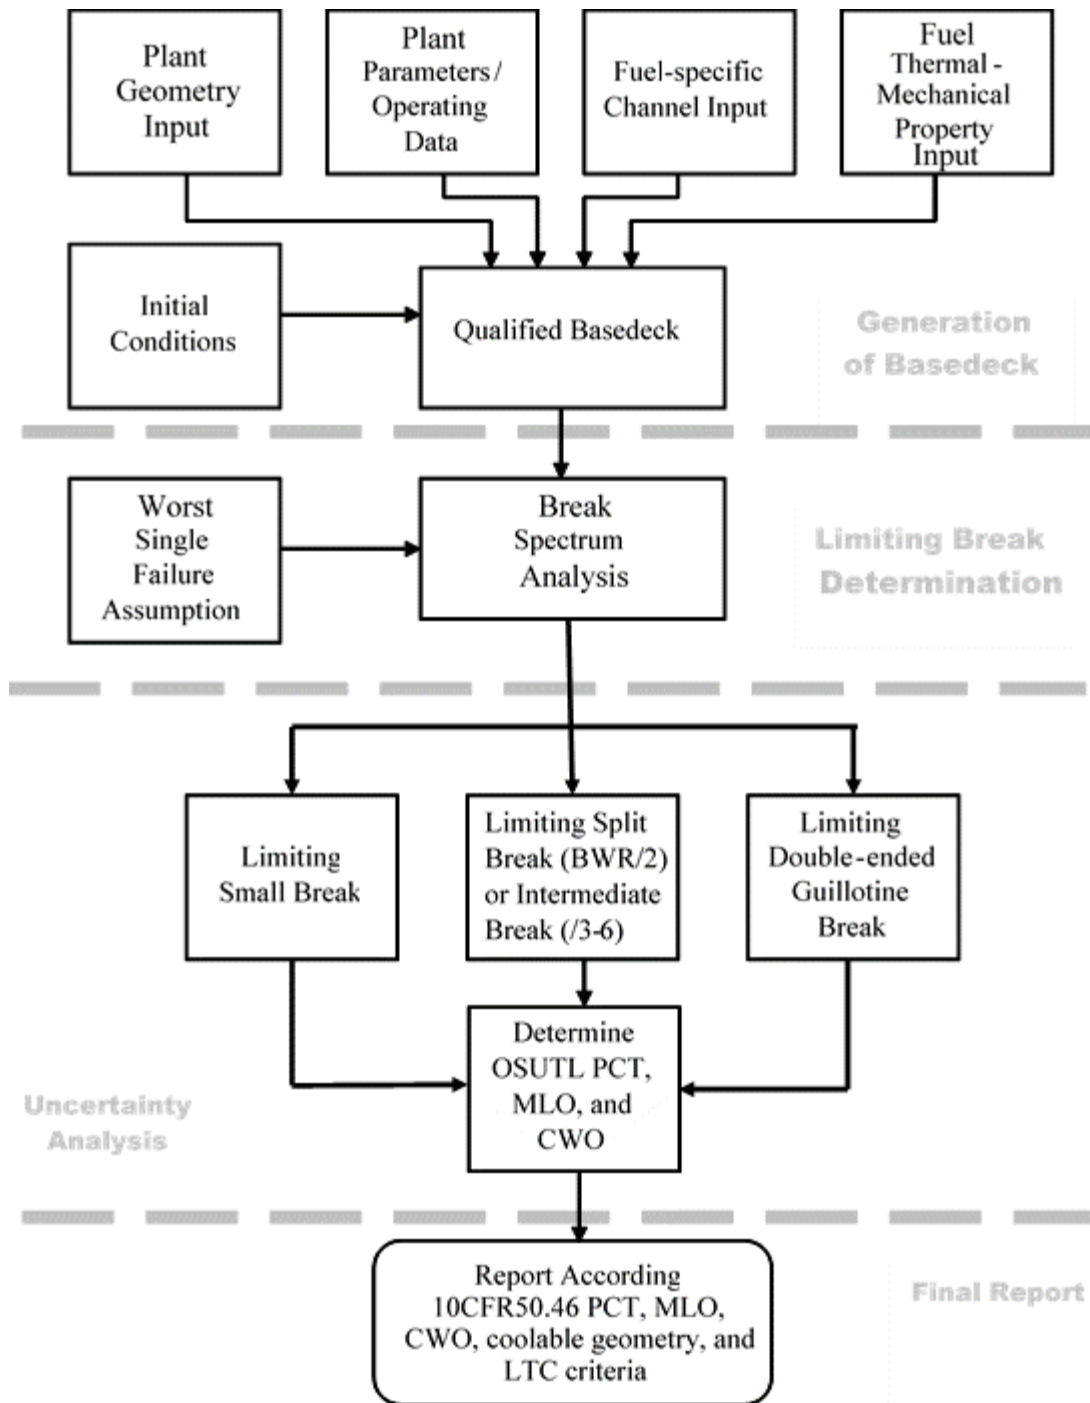 Plant
Geometry
Input
Plant
Parameters/
Operating
Data
Fuel-specific
Channel Input
Fuel
Thermal-
Mechanical
Property
Input
Initial
Conditions
Qualified Basedeck
Generation
of Basedeck
Worst
Single
Failure
Assumption
Break
Spectrum
Analysis
Limiting Break
Determination
Limiting
Small Break
Limiting Split
Break (BWR/2)
or Intermediate
Break (/3-6)
Limiting
Double-ended
Guillotine
Break
Determine
OSUTL PCT,
MLO, and
CWO
Uncertainty
Analysis
Report According
10CFR50.46 PCT, MLO,
CWO, coolable geometry, and
LTC criteria
Final Report